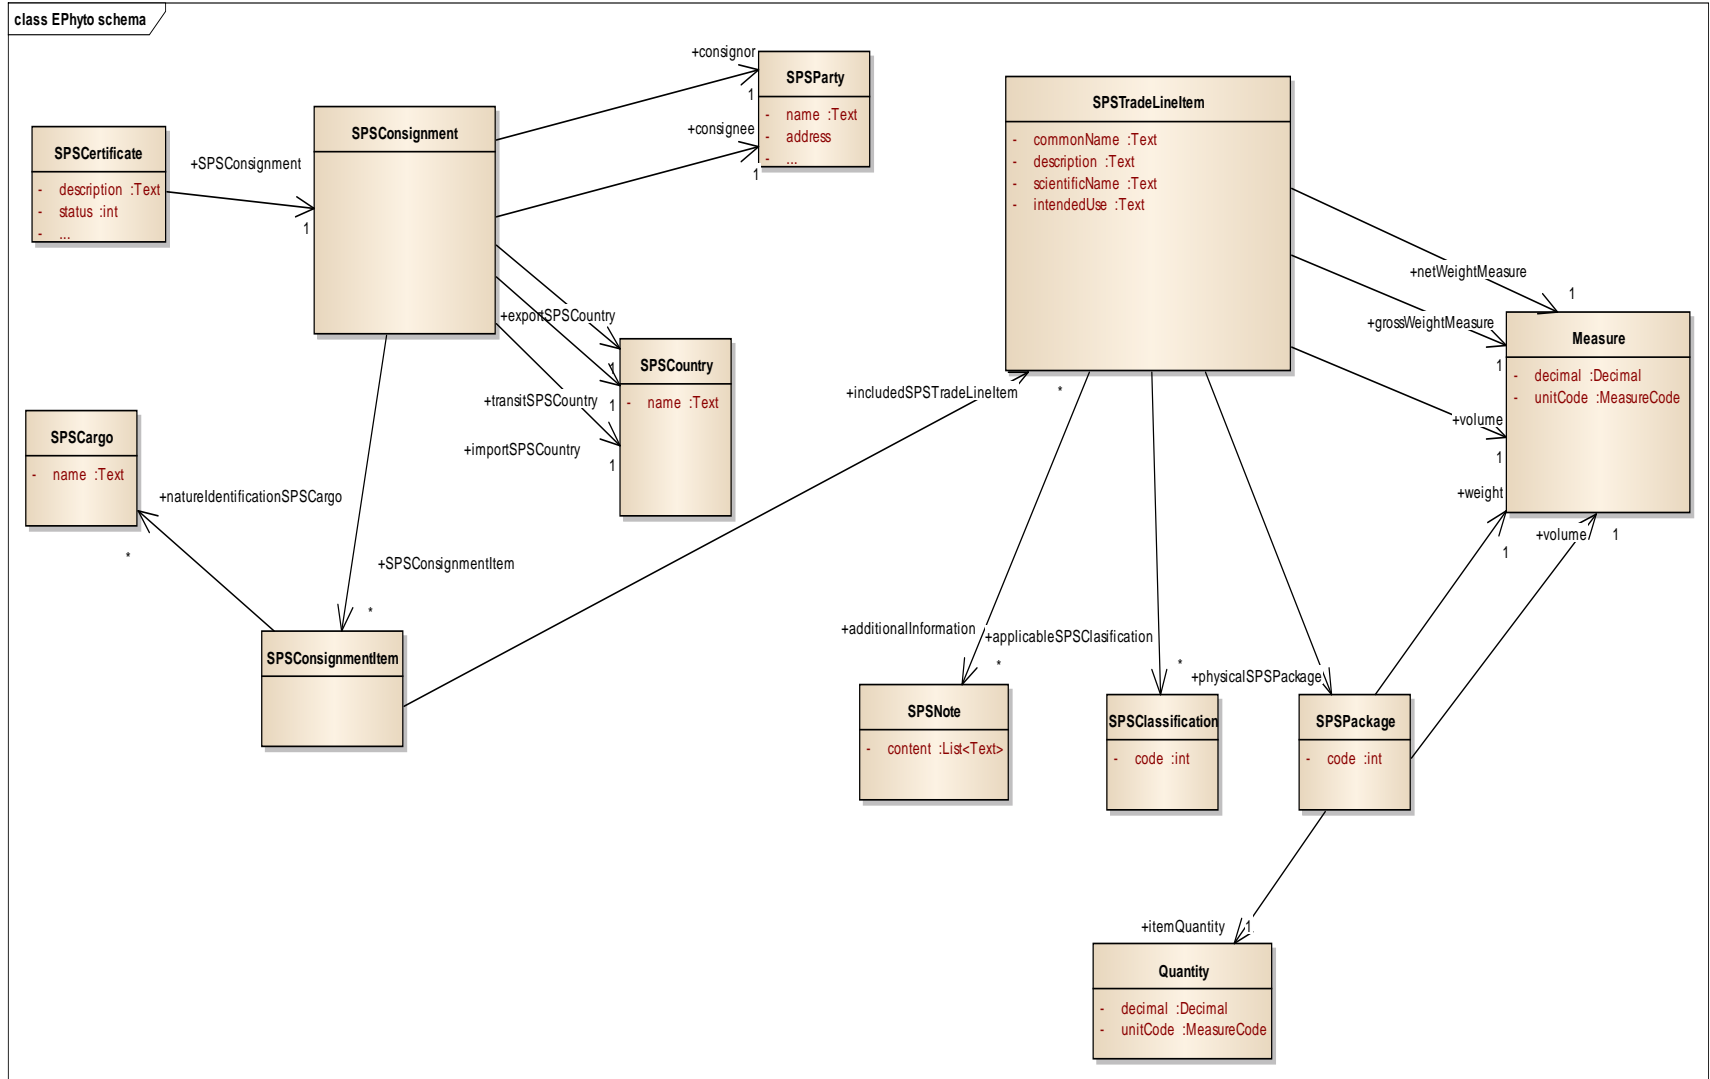 class EPhyto schema
SPSCertificate
- description :Text
- status :int
- ...
+SPSConsignment
1
SPSConsignment
+consignor
1
+consignee
1
SPSParty
- name :Text
- address
- ...
+exportSPSCountry
1
+transitSPSCountry
1
+importSPSCountry
1
SPSCountry
- name :Text
SPSCargo
- name :Text
+natureIdentificationSPSCargo
*
+SPSConsignmentItem
*
SPSConsignmentItem
+includedSPSTradeLineItem
*
SPSTradeLineItem
- commonName :Text
- description :Text
- scientificName :Text
- intendedUse :Text
+netWeightMeasure
1
+grossWeightMeasure
1
+volume
1
Measure
- decimal :Decimal
- unitCode :MeasureCode
+weight
1
+volume
1
+additionalInformation
*
+applicableSPSClasification
*
+physicalSPSPackage
SPSNote
- content :List<Text>
SPSClassification
- code :int
SPSPackage
- code :int
+itemQuantity
1
Quantity
- decimal :Decimal
- unitCode :MeasureCode